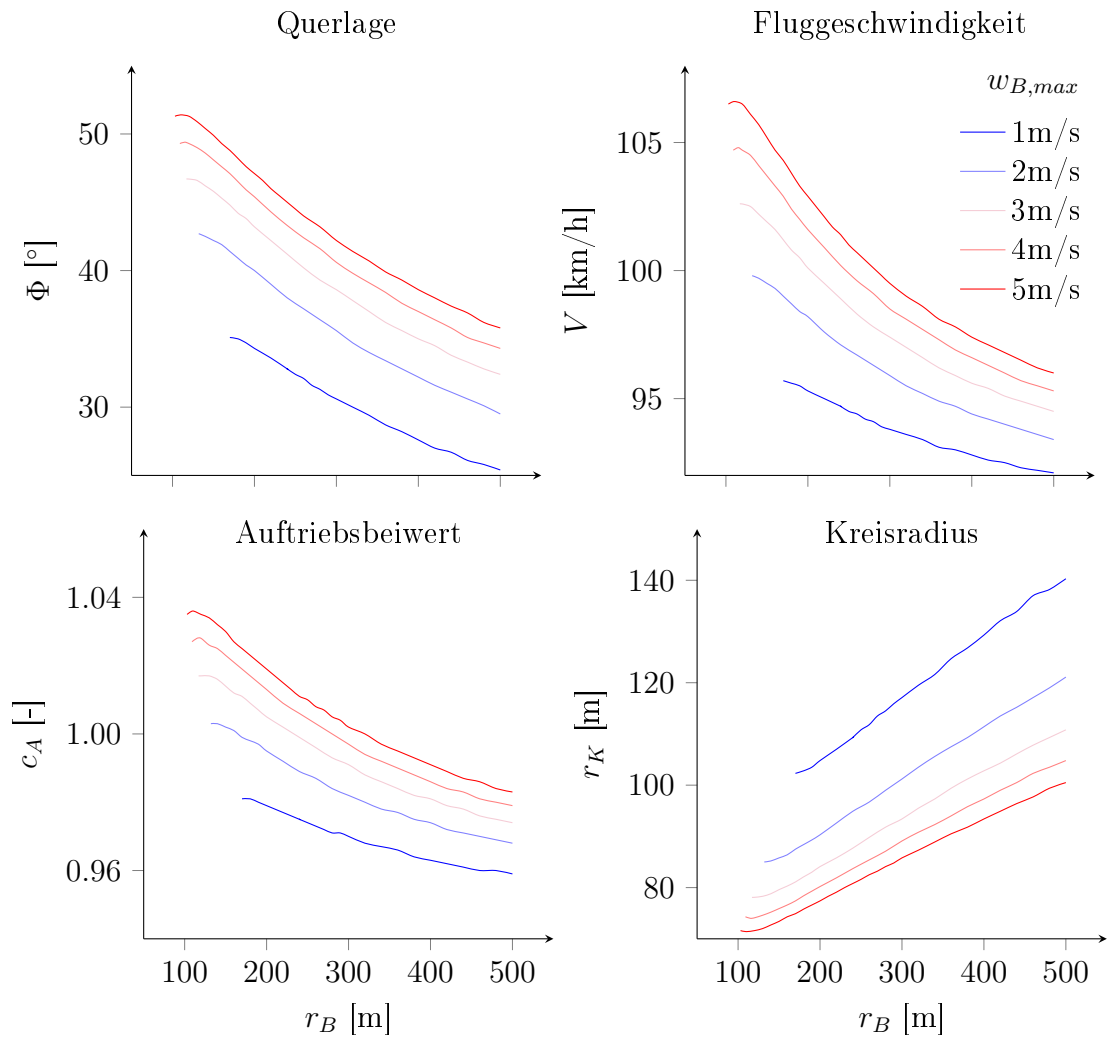 Querlage
50
40
30
Φ [°]
Fluggeschwindigkeit
105
100
95
V [km/h]
w_{B,max}
1m/s
2m/s
3m/s
4m/s
5m/s
Auftriebsbeiwert
1.04
1.00
0.96
c_A [-]
100 200 300 400 500
r_B [m]
Kreisradius
140
120
100
80
r_K [m]
100 200 300 400 500
r_B [m]